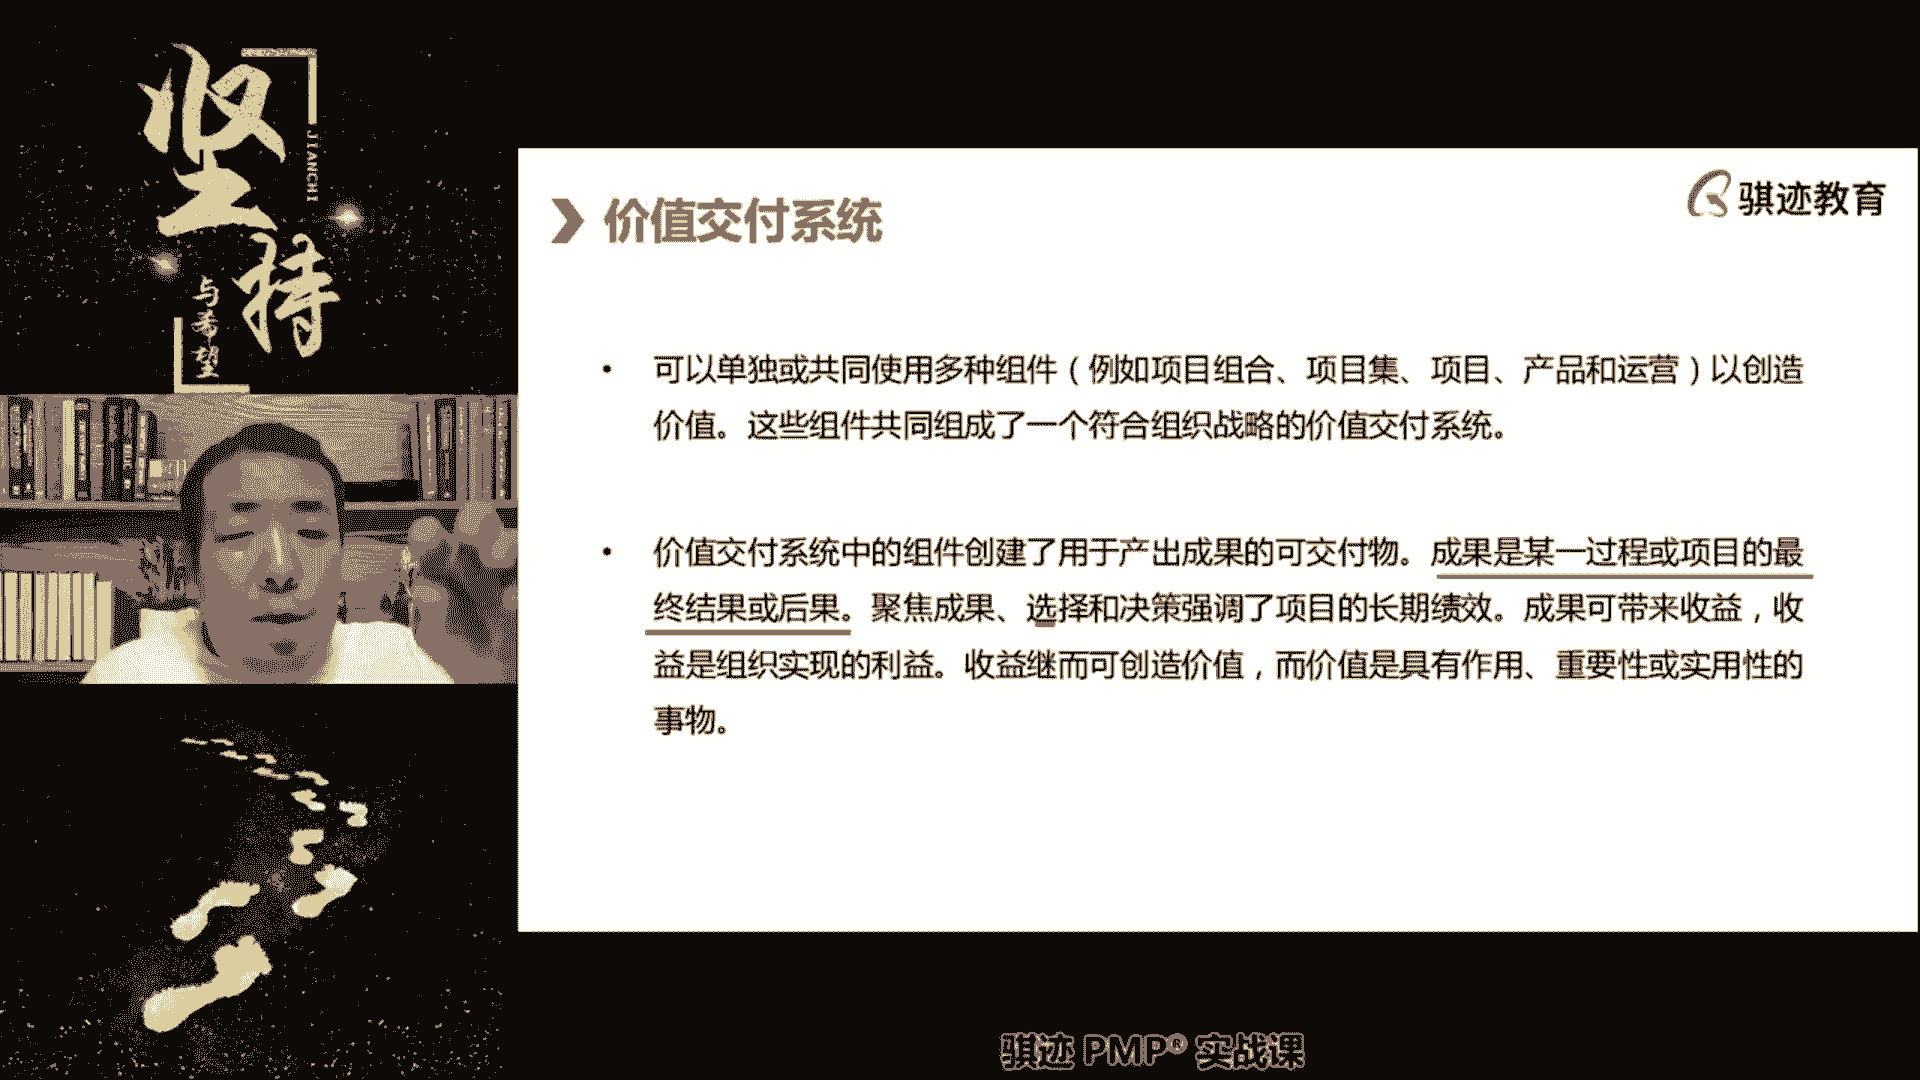 坚持
JIANCHI
与希望
骐迹教育
价值交付系统
• 可以单独或共同使用多种组件（例如项目组合、项目集、项目、产品和运营）以创造
价值。这些组件共同组成了一个符合组织战略的价值交付系统。
• 价值交付系统中的组件创建了用于产出成果的可交付物。成果是某一过程或项目的最
终结果或后果。聚焦成果、选择和决策强调了项目的长期绩效。成果可带来收益，收
益是组织实现的利益。收益继而可创造价值，而价值是具有作用、重要性或实用性的
事物。
骐迹 PMP® 实战课